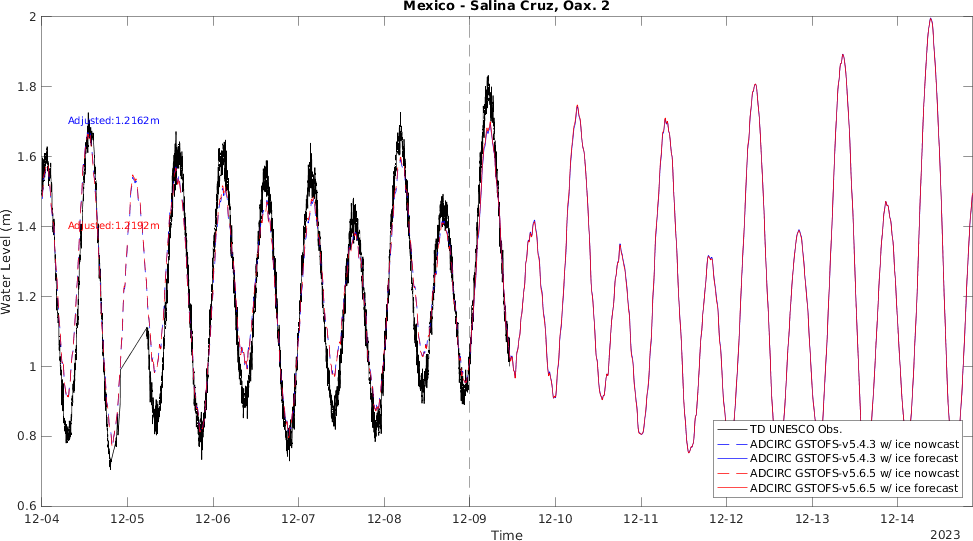 Mexico - Salina Cruz, Oax. 2
2
1.8
1.6
1.4
1.2
1
0.8
0.6
Water Level (m)
Adjusted:1.2162m
Adjusted:1.2192m
TD UNESCO Obs.
ADCIRC GSTOFS-v5.4.3 w/ ice nowcast
ADCIRC GSTOFS-v5.4.3 w/ ice forecast
ADCIRC GSTOFS-v5.6.5 w/ ice nowcast
ADCIRC GSTOFS-v5.6.5 w/ ice forecast
12-04 12-05 12-06 12-07 12-08 12-09 12-10 12-11 12-12 12-13 12-14
Time
2023